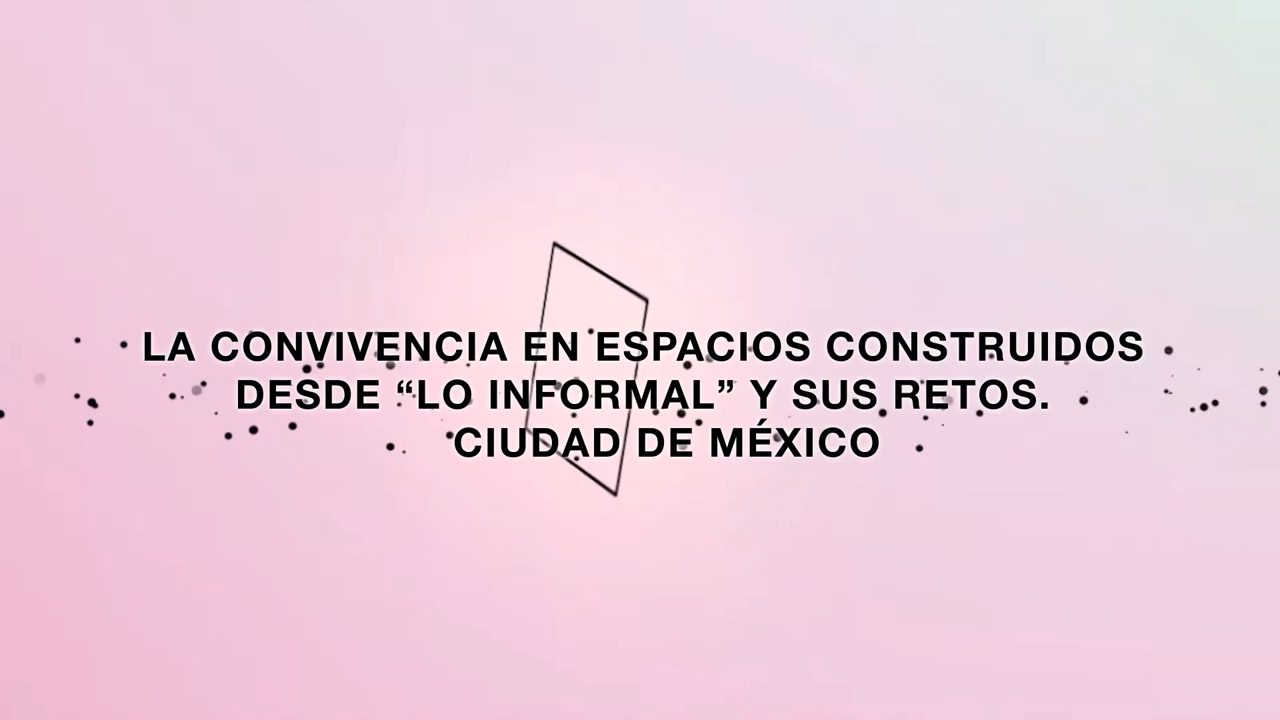 LA CONVIVENCIA EN ESPACIOS CONSTRUIDOS
DESDE “LO INFORMAL” Y SUS RETOS.
CIUDAD DE MÉXICO